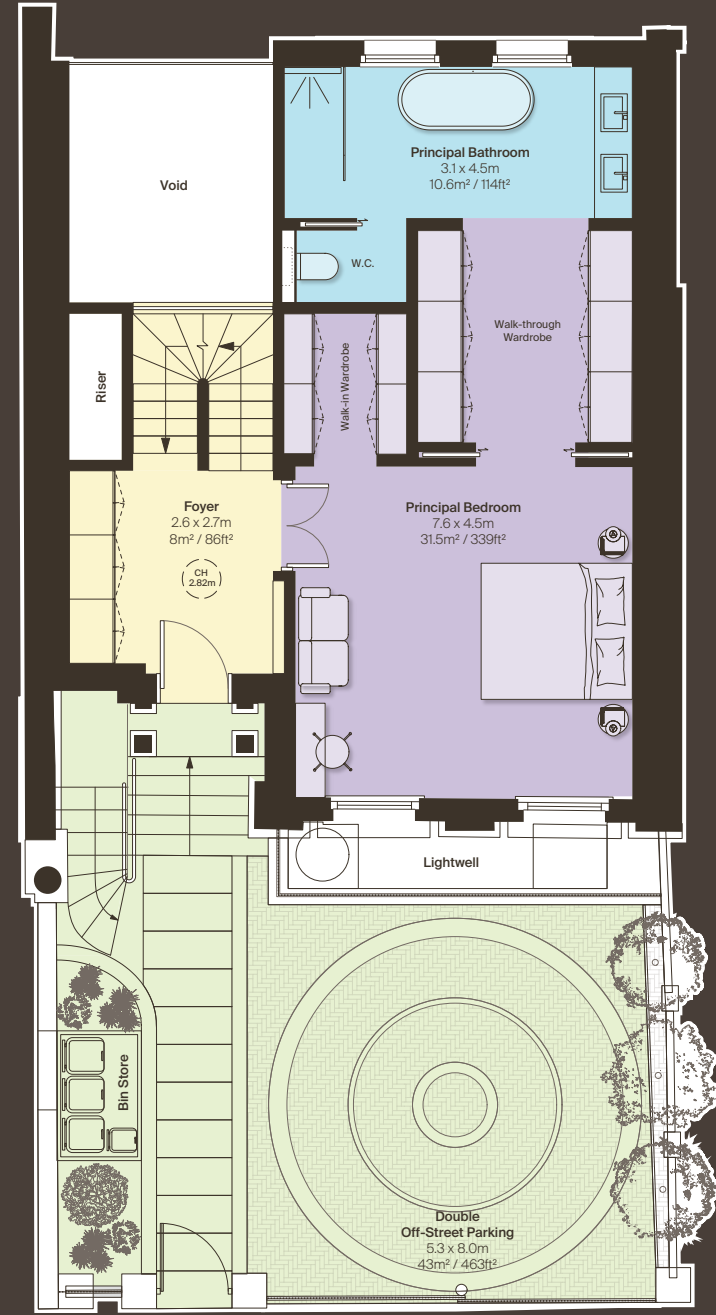 Void
Principal Bathroom
3.1 x 4.5m
10.6m² / 114ft²
W.C.
Walk-through
Wardrobe
Walk-in Wardrobe
Riser
Foyer
2.6 x 2.7m
8m² / 86ft²
CH
2.82m
Principal Bedroom
7.6 x 4.5m
31.5m² / 339ft²
Lightwell
Bin Store
Double
Off-Street Parking
5.3 x 8.0m
43m² / 463ft²